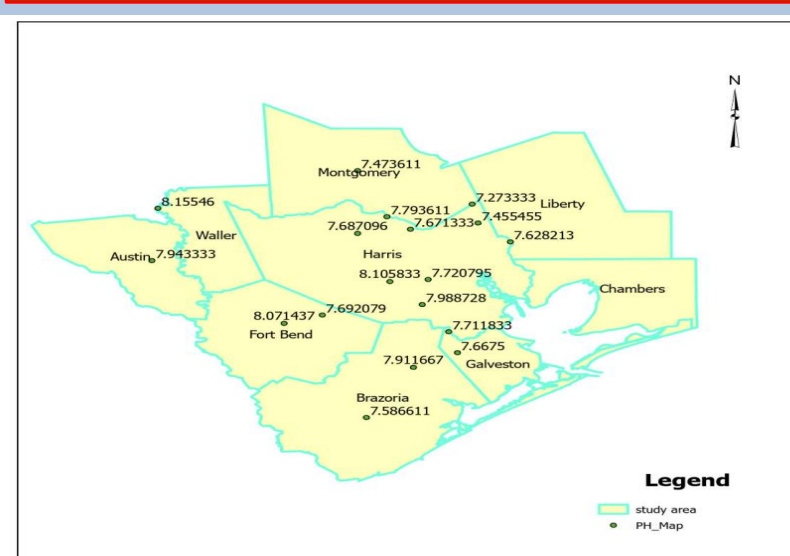 N
7.473611
Montgomery
8.15546
7.273333
7.793611
Liberty
7.455455
7.687096
7.671333
Waller
7.628213
Harris
Austin
7.943333
8.105833
7.720795
Chambers
7.988728
8.071437
7.692079
Fort Bend
7.711833
7.6675
7.911667
Galveston
Brazoria
7.586611
Legend
study area
PH_Map